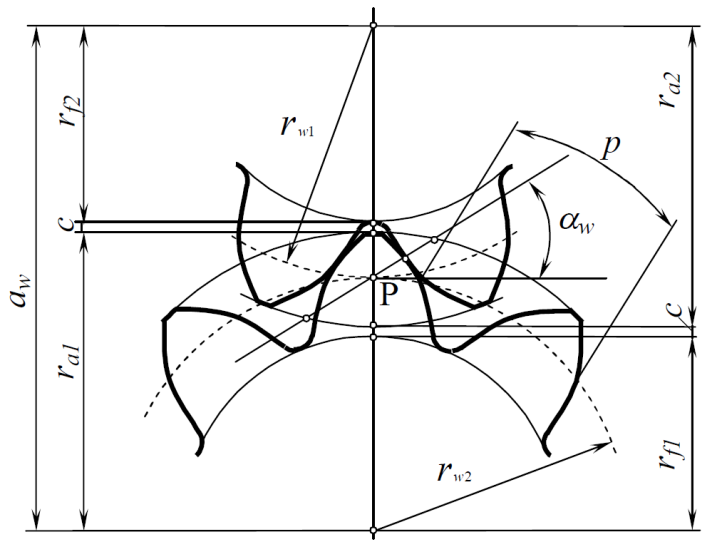 r_f2
r_w1
r_a2
p
c
α_w
a_w
P
c
r_a1
r_w2
r_f1